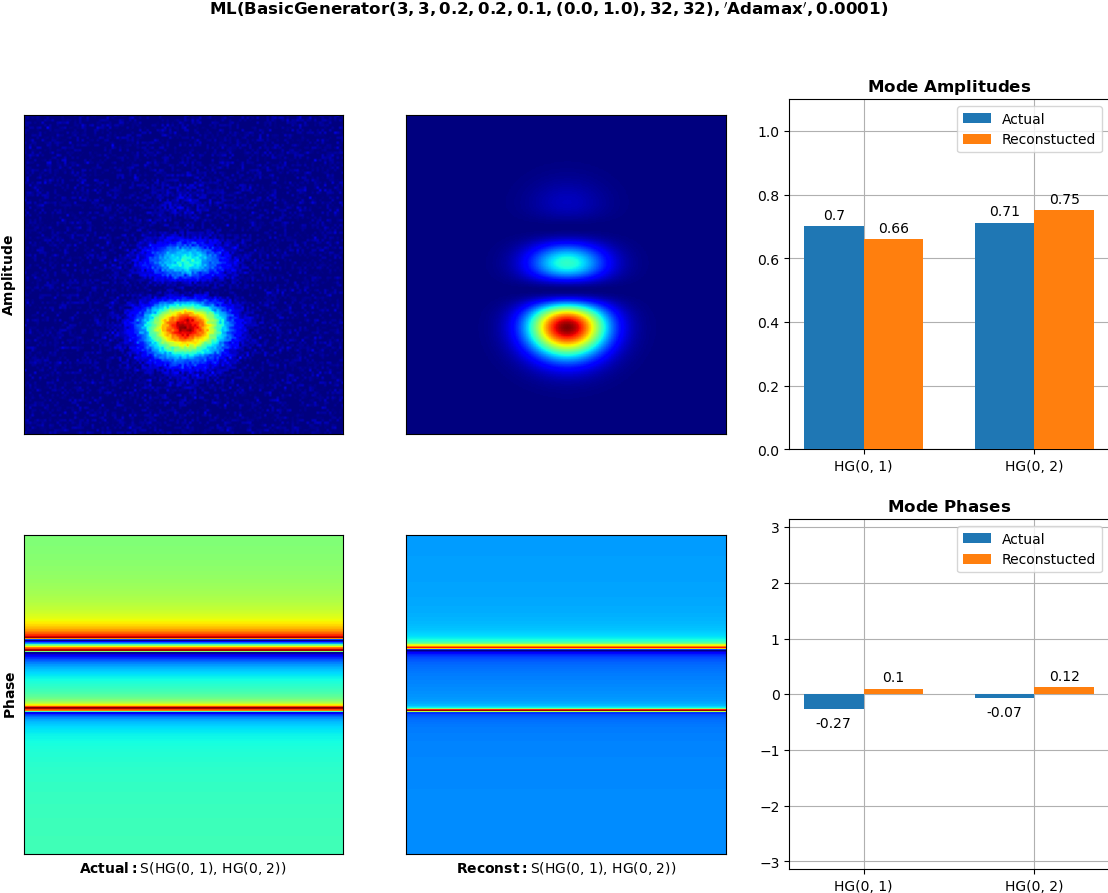 ML(BasicGenerator(3, 3, 0.2, 0.2, 0.1, (0.0, 1.0), 32, 32), ′Adamax′, 0.0001)
Amplitude
Mode Amplitudes
Actual
Reconstucted
1.0
0.8
0.6
0.4
0.2
0.0
0.7
0.66
0.71
0.75
HG(0, 1)
HG(0, 2)
Phase
Actual: S(HG(0, 1), HG(0, 2))
Reconst: S(HG(0, 1), HG(0, 2))
Mode Phases
Actual
Reconstucted
3
2
1
0
−1
−2
−3
-0.27
0.1
-0.07
0.12
HG(0, 1)
HG(0, 2)